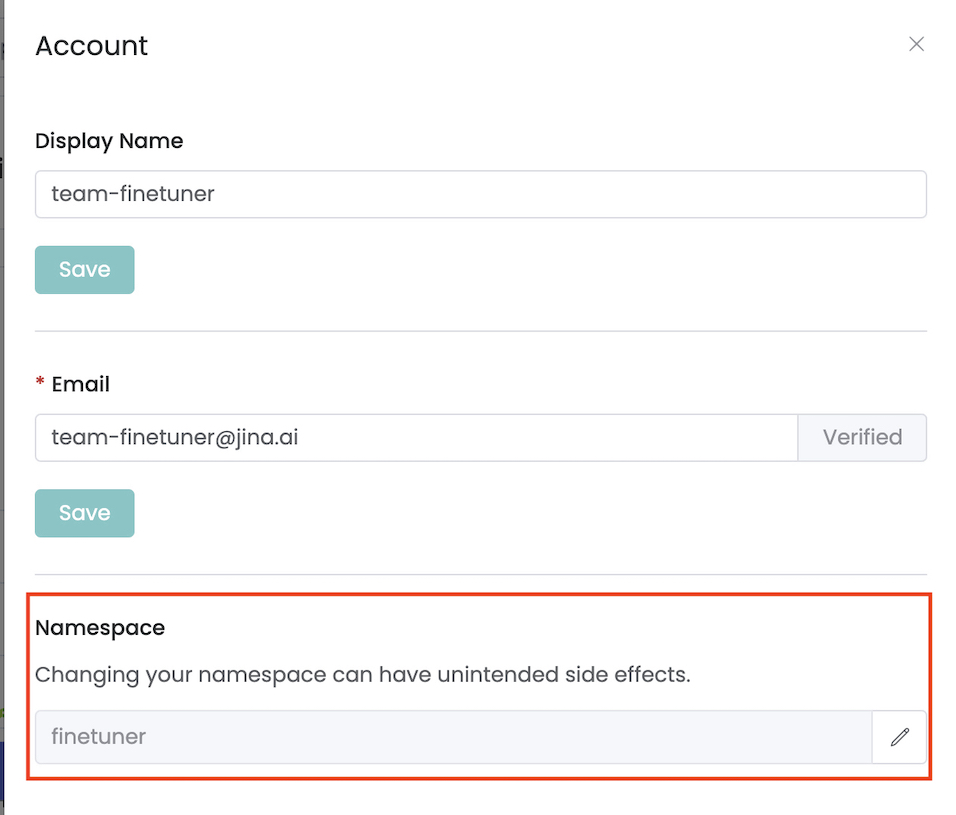 Account
Display Name
team-finetuner
Save
* Email
team-finetuner@jina.ai
Verified
Save
Namespace
Changing your namespace can have unintended side effects.
finetuner